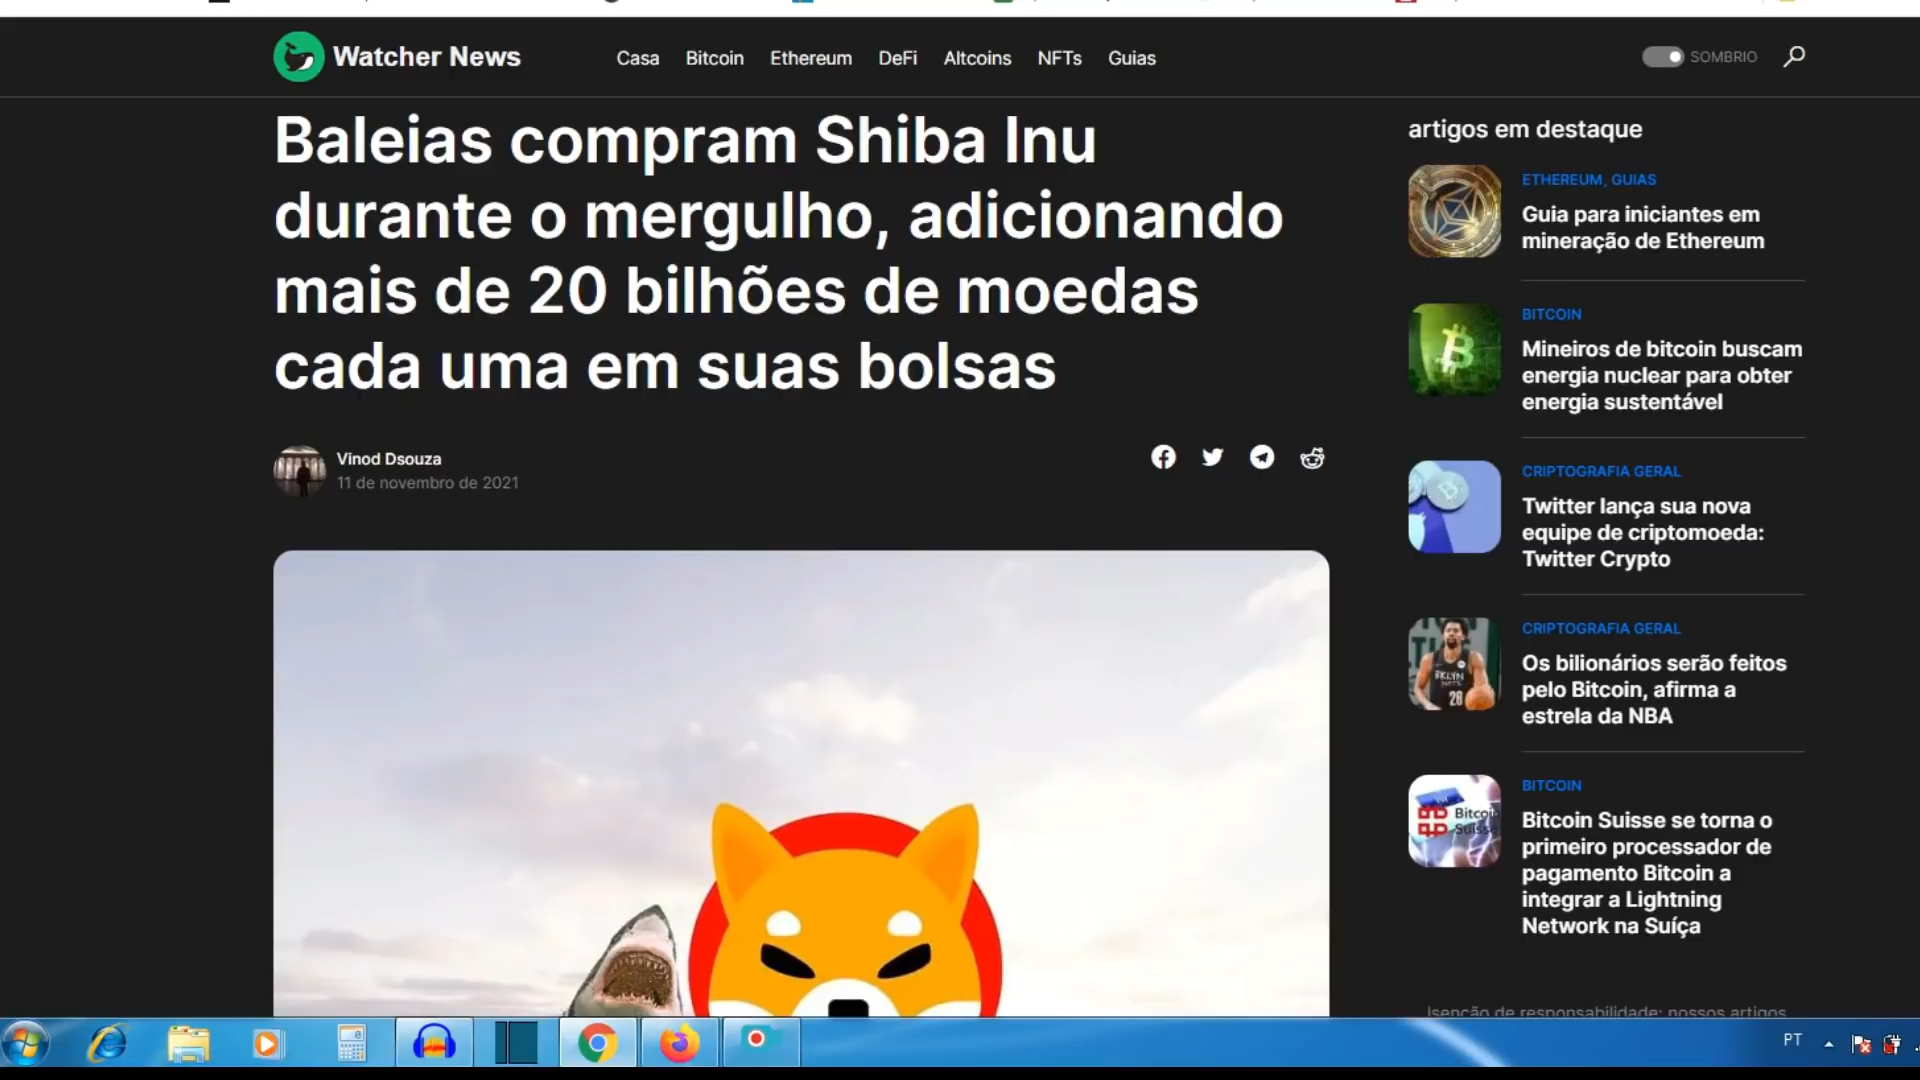 Watcher News
Casa Bitcoin Ethereum DeFi Altcoins NFTs Guias
SOMBRIO
Baleias compram Shiba Inu
durante o mergulho, adicionando
mais de 20 bilhões de moedas
cada uma em suas bolsas
Vinod Dsouza
11 de novembro de 2021
artigos em destaque
ETHEREUM, GUIAS
Guia para iniciantes em
mineração de Ethereum
BITCOIN
Mineiros de bitcoin buscam
energia nuclear para obter
energia sustentável
CRIPTOGRAFIA GERAL
Twitter lança sua nova
equipe de criptomoeda:
Twitter Crypto
CRIPTOGRAFIA GERAL
Os bilionários serão feitos
pelo Bitcoin, afirma a
estrela da NBA
BITCOIN
Bitcoin Suisse se torna o
primeiro processador de
pagamento Bitcoin a
integrar a Lightning
Network na Suíça
Isenção de responsabilidade: nossos artigos
PT